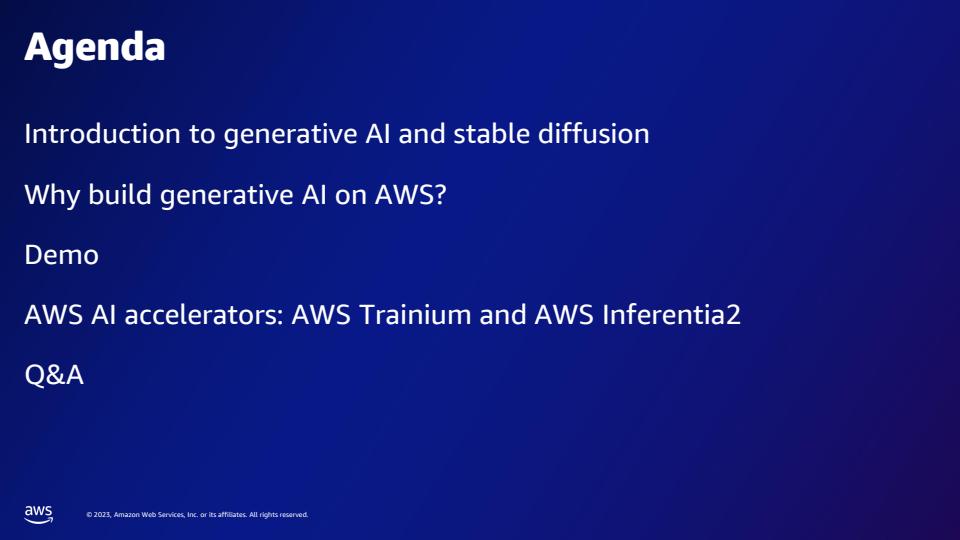 Agenda
Introduction to generative AI and stable diffusion
Why build generative AI on AWS?
Demo
AWS AI accelerators: AWS Trainium and AWS Inferentia2
Q&A
aws
© 2023, Amazon Web Services, Inc. or its affiliates. All rights reserved.